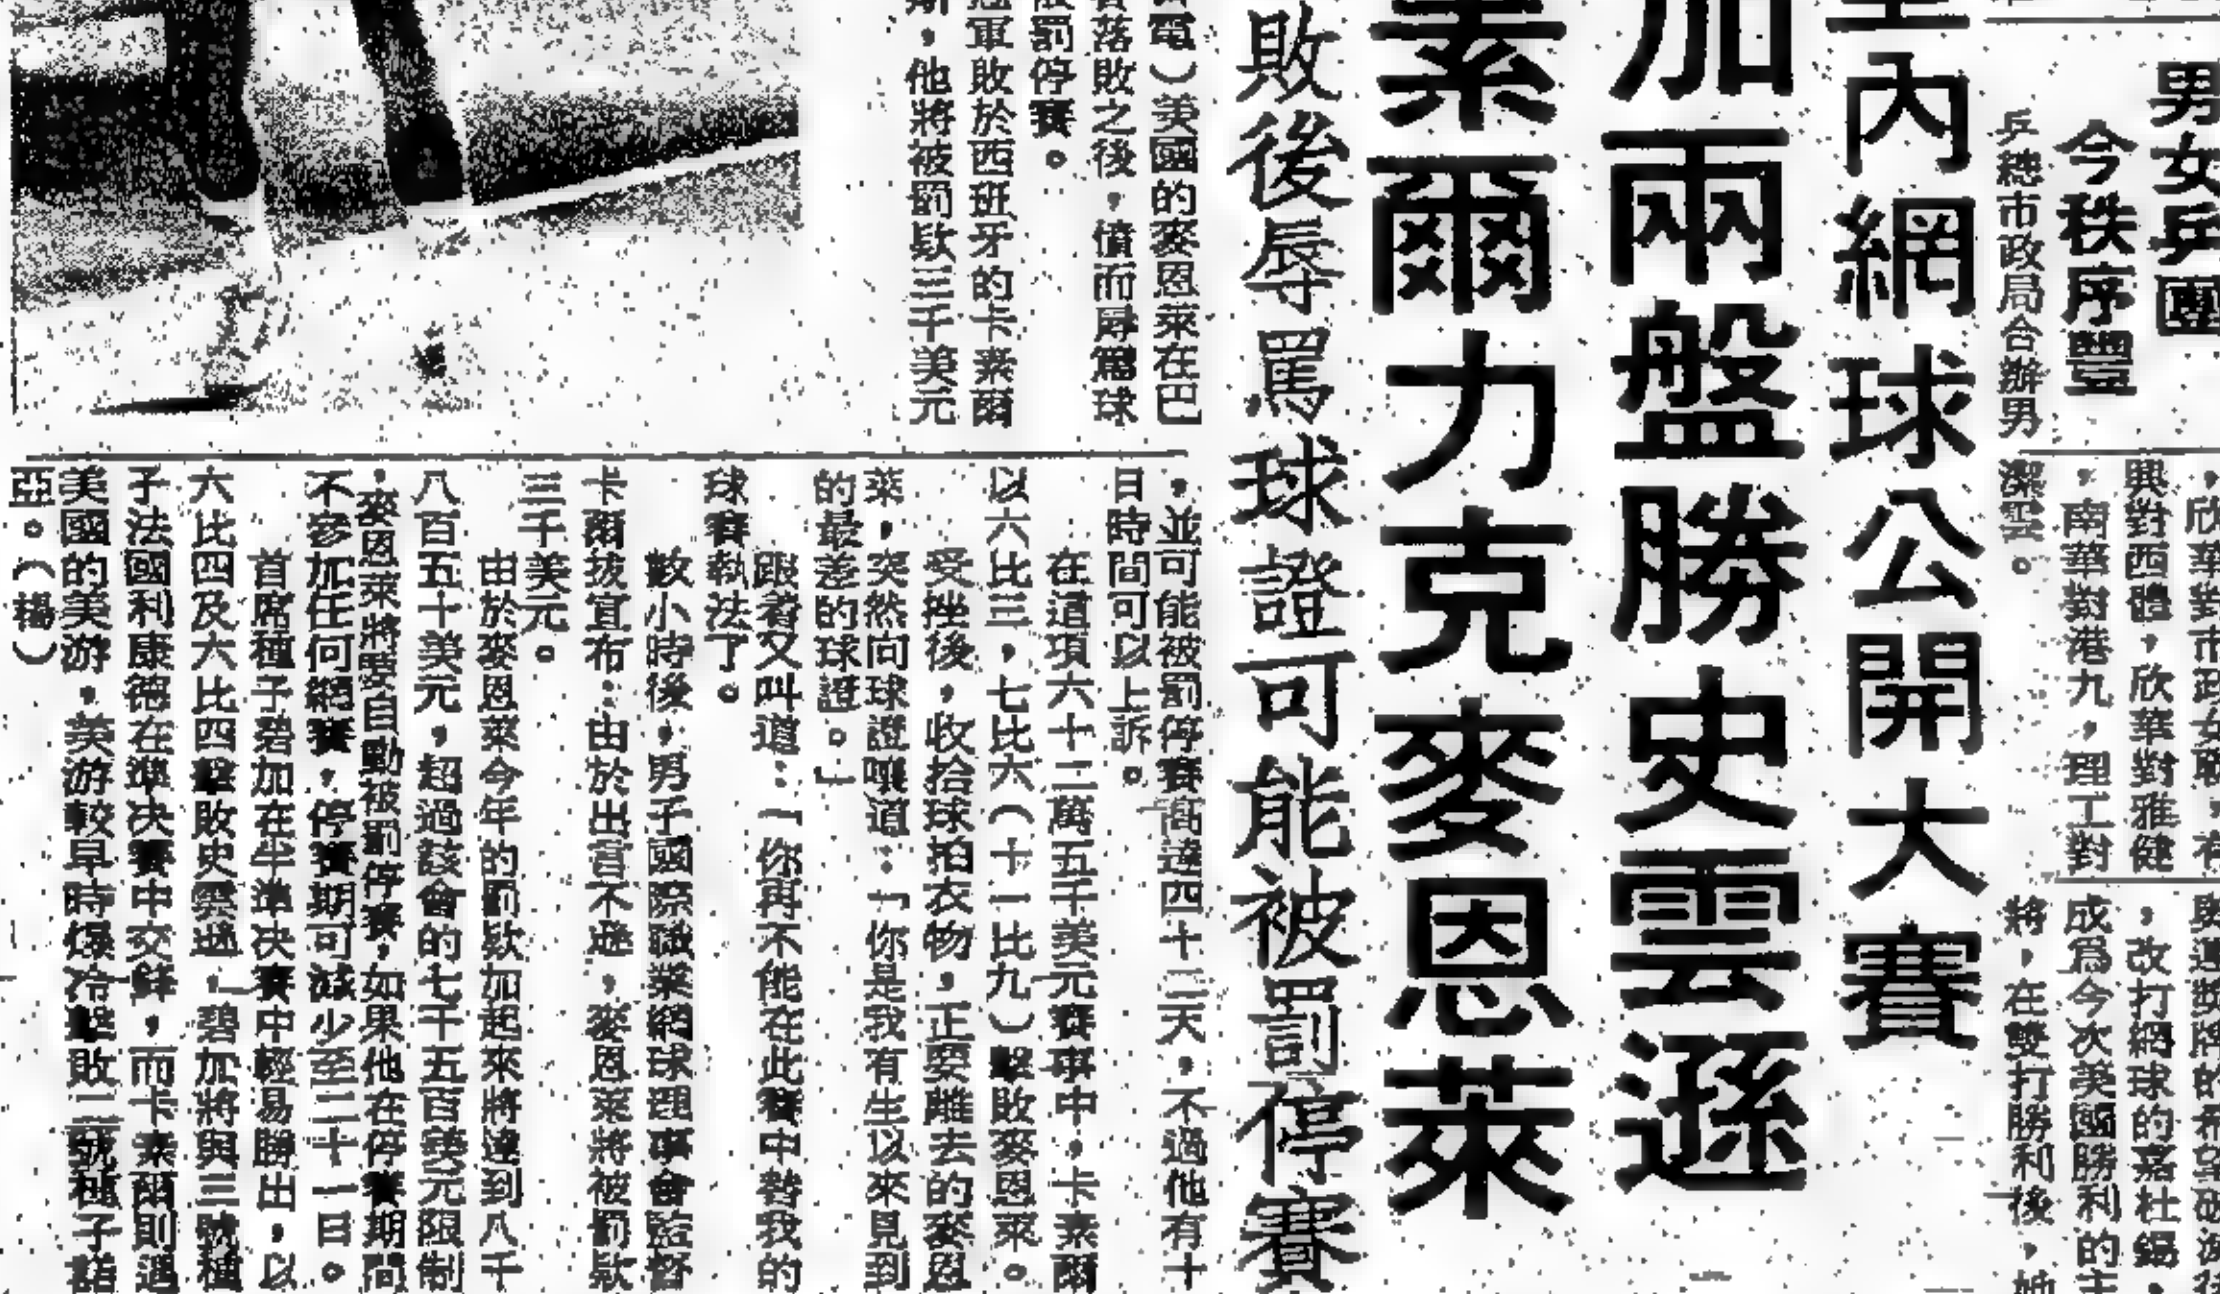 男女乒團
今秩序豐
乒總市政局合辦男
興對西體，欣華對雅健
，南華對港九，理工對
潔雲。
，改打網球的嘉杜錫，
成爲今次英國勝利的主
將，在雙打勝利後，她
室內網球公開大賽
加兩盤勝史雲遜
素爾力克麥恩萊
敗後辱罵球證可能被罰停賽
電）美國的麥恩萊在巴
落敗之後，憤而辱罵球
罰停賽。
軍敗於西班牙的卡素爾
斯，他將被罰欵三千美元
，並可能被罰停賽高達四十二天，不過他有十
日時間可以上訴。
在這項六十二萬五千美元賽事中，卡素爾
以六比三，七比六（十一比九）擊敗麥恩萊。
受挫後，收拾球拍衣物，正要離去的麥恩
萊，突然向球證嚷道：「你是我有生以來見到
的最差的球證。」
跟着又叫道：「你再不能在此賽中替我的
球賽執法了。
數小時後，男子國際職業網球理事會監督
卡爾拔宣布：由於出言不遜，麥恩萊將被罰欵
三千美元。
由於麥恩萊今年的罰欵加起來將達到八千
八百五十美元，超過該會的七千五百美元限制
，麥恩萊將要自動被罰停賽，如果他在停賽期間
不參加任何網賽，停賽期可減少至二十一日。
首席種子碧加在半準決賽中輕易勝出，以
六比四及六比四擊敗史雲遜，碧加將與三號種
子法國利康德在準決賽中交鋒，而卡素爾則遇
美國的美游，美游較早時爆冷擊敗二號種子諾
亞。（楊）